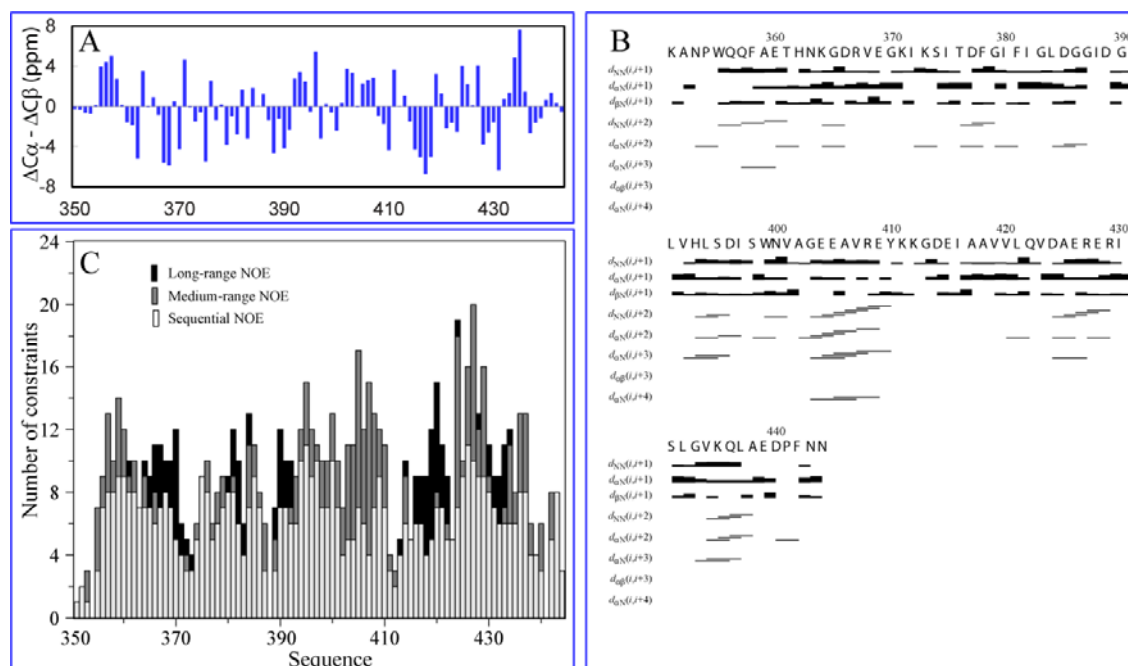 A
ΔCα - ΔCβ (ppm)
8
4
0
-4
-8
350 370 390 410 430
C
Long-range NOE
Medium-range NOE
Sequential NOE
Number of constraints
24
20
16
12
8
4
0
350 370 390 410 430
Sequence
B
360 370 380 390
K A N P W Q Q F A E T H N K G D R V E G K I K S I T D F G I F I G L D G G I D G
dNN(i,i+1)
dαN(i,i+1)
dβN(i,i+1)
dNN(i,i+2)
dαN(i,i+2)
dαN(i,i+3)
dαβ(i,i+3)
dαN(i,i+4)
400 410 420 430
L V H L S D I S W N V A G E E A V R E Y K K G D E I A A V V L Q V D A E R E R I
dNN(i,i+1)
dαN(i,i+1)
dβN(i,i+1)
dNN(i,i+2)
dαN(i,i+2)
dαN(i,i+3)
dαβ(i,i+3)
dαN(i,i+4)
440
S L G V K Q L A E D P F N N
dNN(i,i+1)
dαN(i,i+1)
dβN(i,i+1)
dNN(i,i+2)
dαN(i,i+2)
dαN(i,i+3)
dαβ(i,i+3)
dαN(i,i+4)